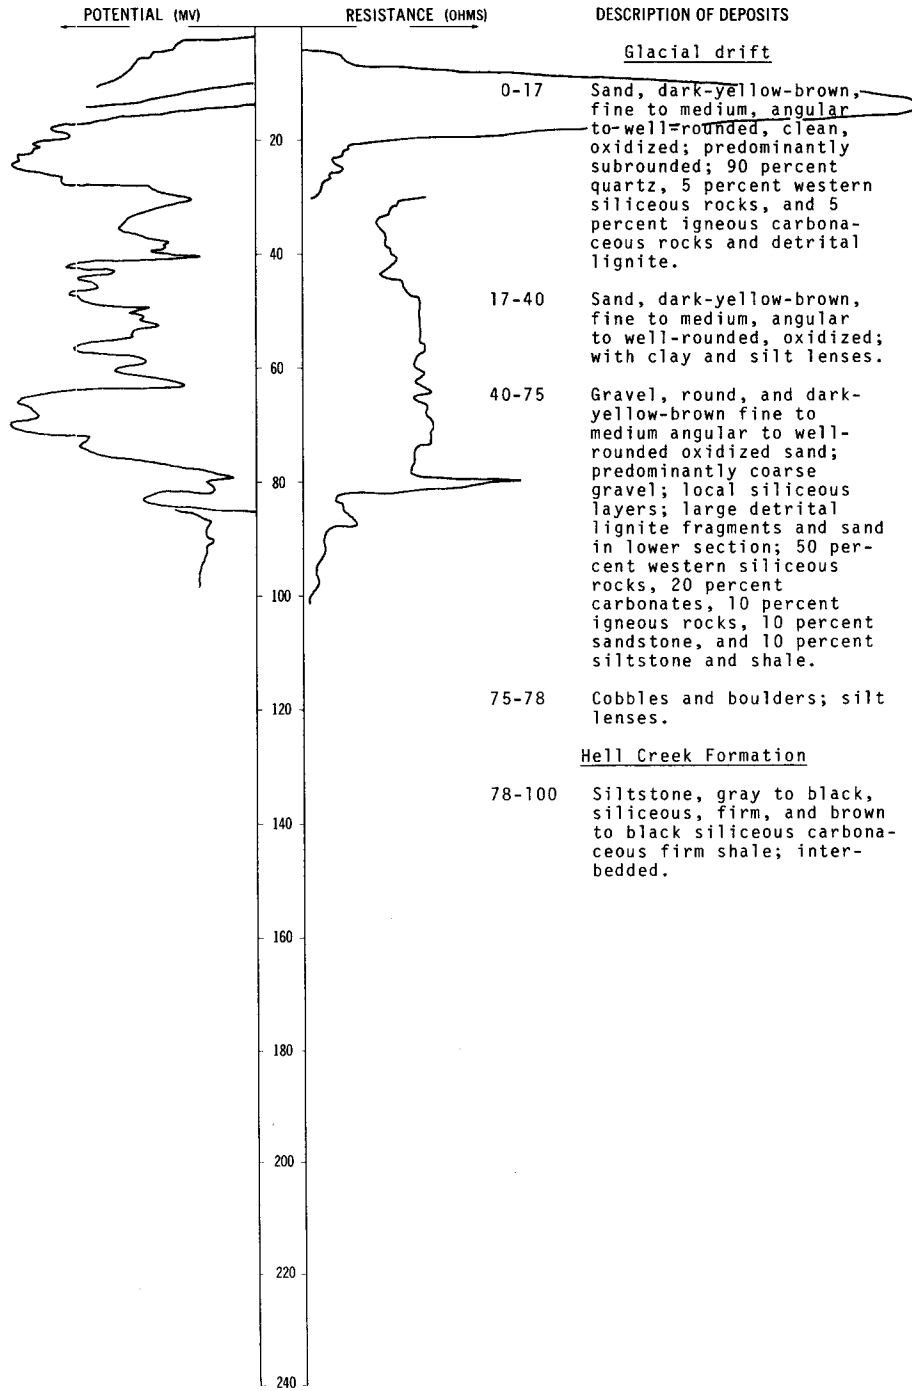 POTENTIAL (MV)
RESISTANCE (OHMS)
DESCRIPTION OF DEPOSITS
Glacial drift
0-17 Sand, dark-yellow-brown,
fine to medium, angular
to well-rounded, clean,
oxidized; predominantly
subrounded; 90 percent
quartz, 5 percent western
siliceous rocks, and 5
percent igneous carbona-
ceous rocks and detrital
lignite.
17-40 Sand, dark-yellow-brown,
fine to medium, angular
to well-rounded, oxidized;
with clay and silt lenses.
40-75 Gravel, round, and dark-
yellow-brown fine to
medium angular to well-
rounded oxidized sand;
predominantly coarse
gravel; local siliceous
layers; large detrital
lignite fragments and sand
in lower section; 50 per-
cent western siliceous
rocks, 20 percent
carbonates, 10 percent
igneous rocks, 10 percent
sandstone, and 10 percent
siltstone and shale.
75-78 Cobbles and boulders; silt
lenses.
Hell Creek Formation
78-100 Siltstone, gray to black,
siliceous, firm, and brown
to black siliceous carbona-
ceous firm shale; inter-
bedded.
20
40
60
80
100
120
140
160
180
200
220
240